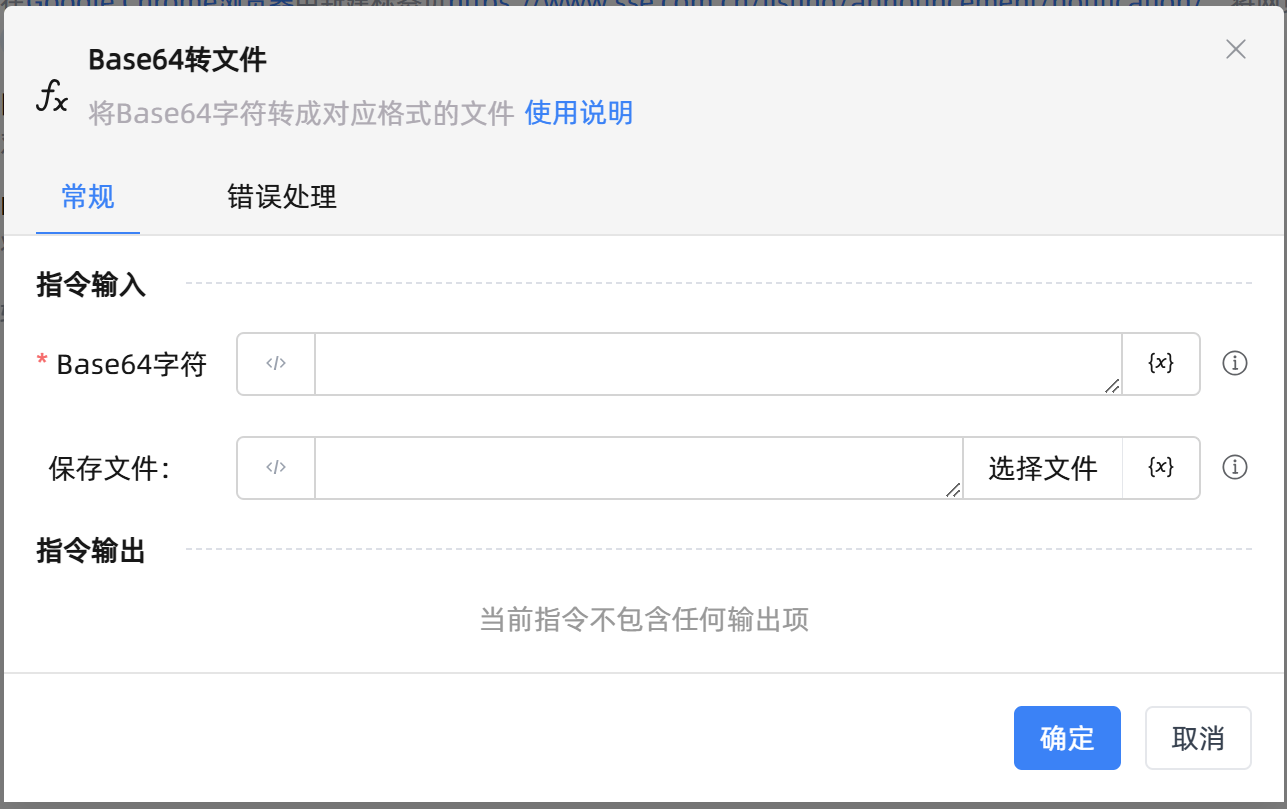 Base64转文件
将Base64字符转成对应格式的文件 使用说明
常规
错误处理
指令输入
* Base64字符
</>
{x}
保存文件:
</>
选择文件
{x}
指令输出
当前指令不包含任何输出项
确定
取消